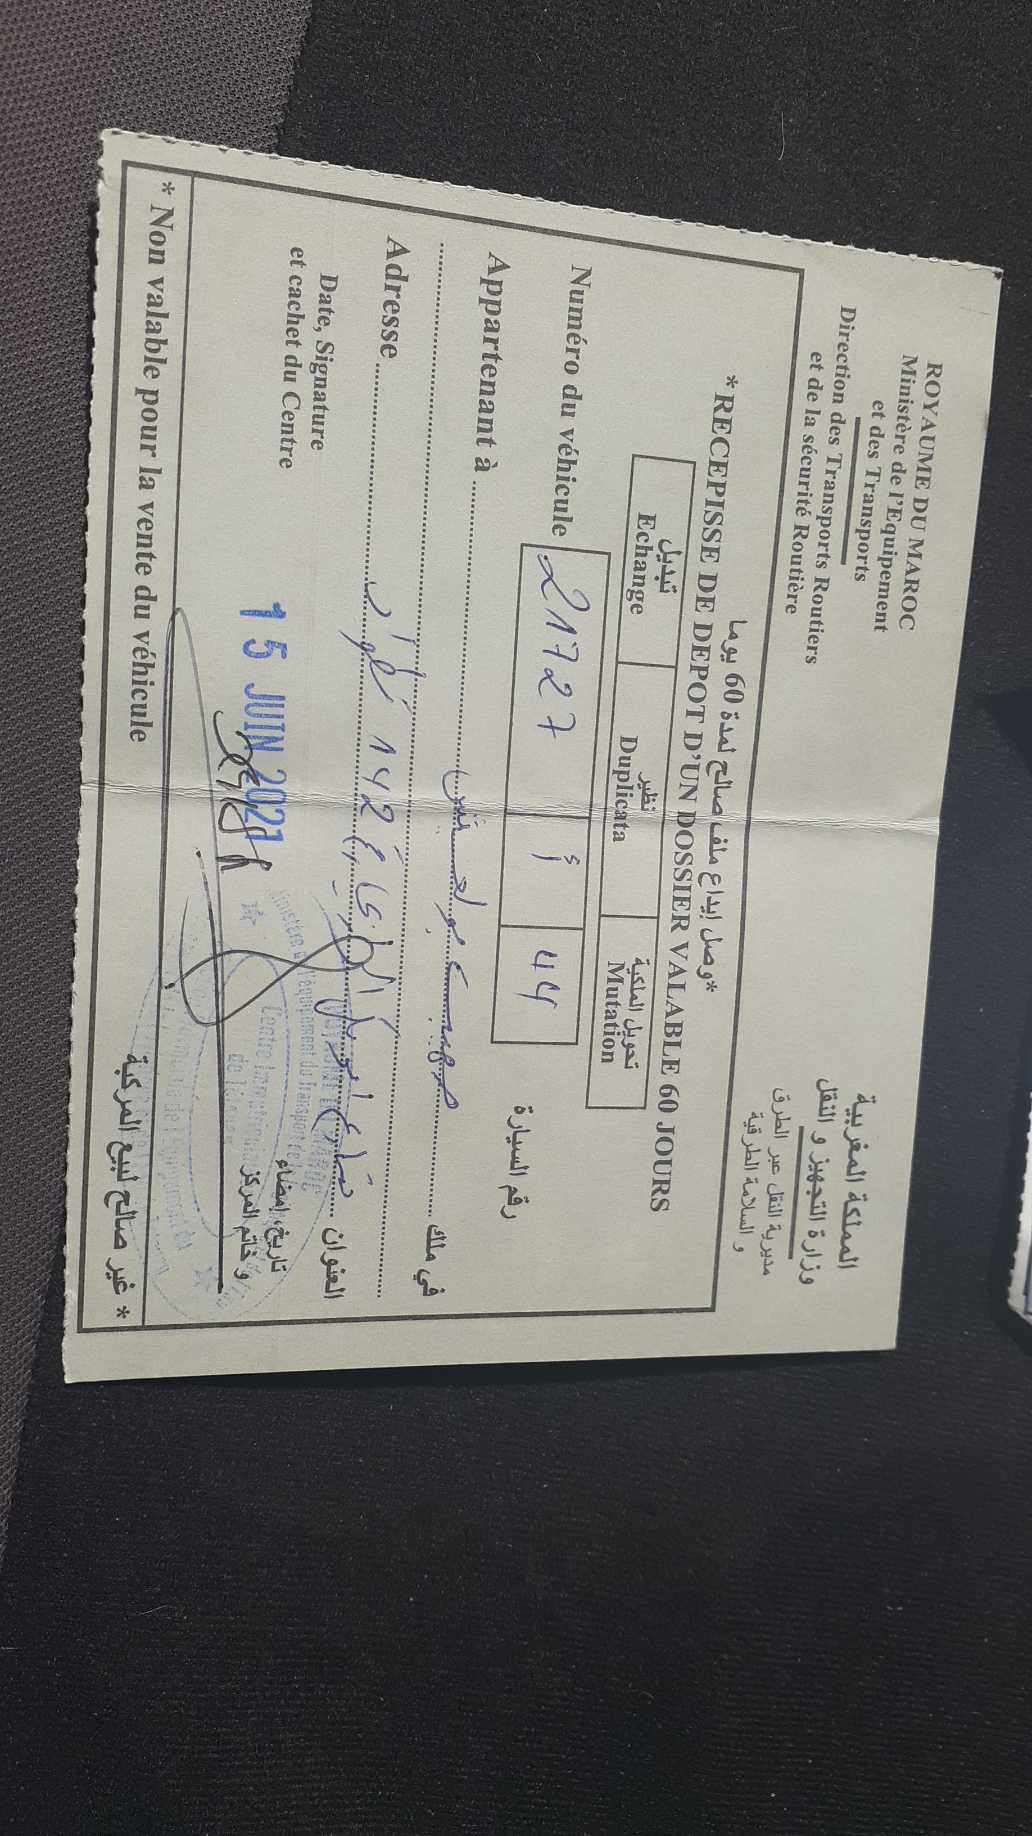 ROYAUME DU MAROC
Ministère de l'Equipement
et des Transports
Direction des Transports Routiers
et de la sécurité Routière
المملكة المغربية
وزارة التجهيز و النقل
مديرية النقل عبر الطرق
و السلامة الطرقية
*وصل إيداع ملف صالح لمدة 60 يوما
*RECEPISSE DE DEPOT D'UN DOSSIER VALABLE 60 JOURS
تبديل نظير تحويل الملكية
Echange Duplicata Mutation
Numéro du véhicule 21727 أ 44 رقم السيارة
Appartenant à
في ملك
Adresse 142
العنوان شارع
Date, Signature
et cachet du Centre
15 JUIN 2021
تاريخ، إمضاء
و خاتم المركز
* Non valable pour la vente du véhicule
* غير صالح لبيع المركبة